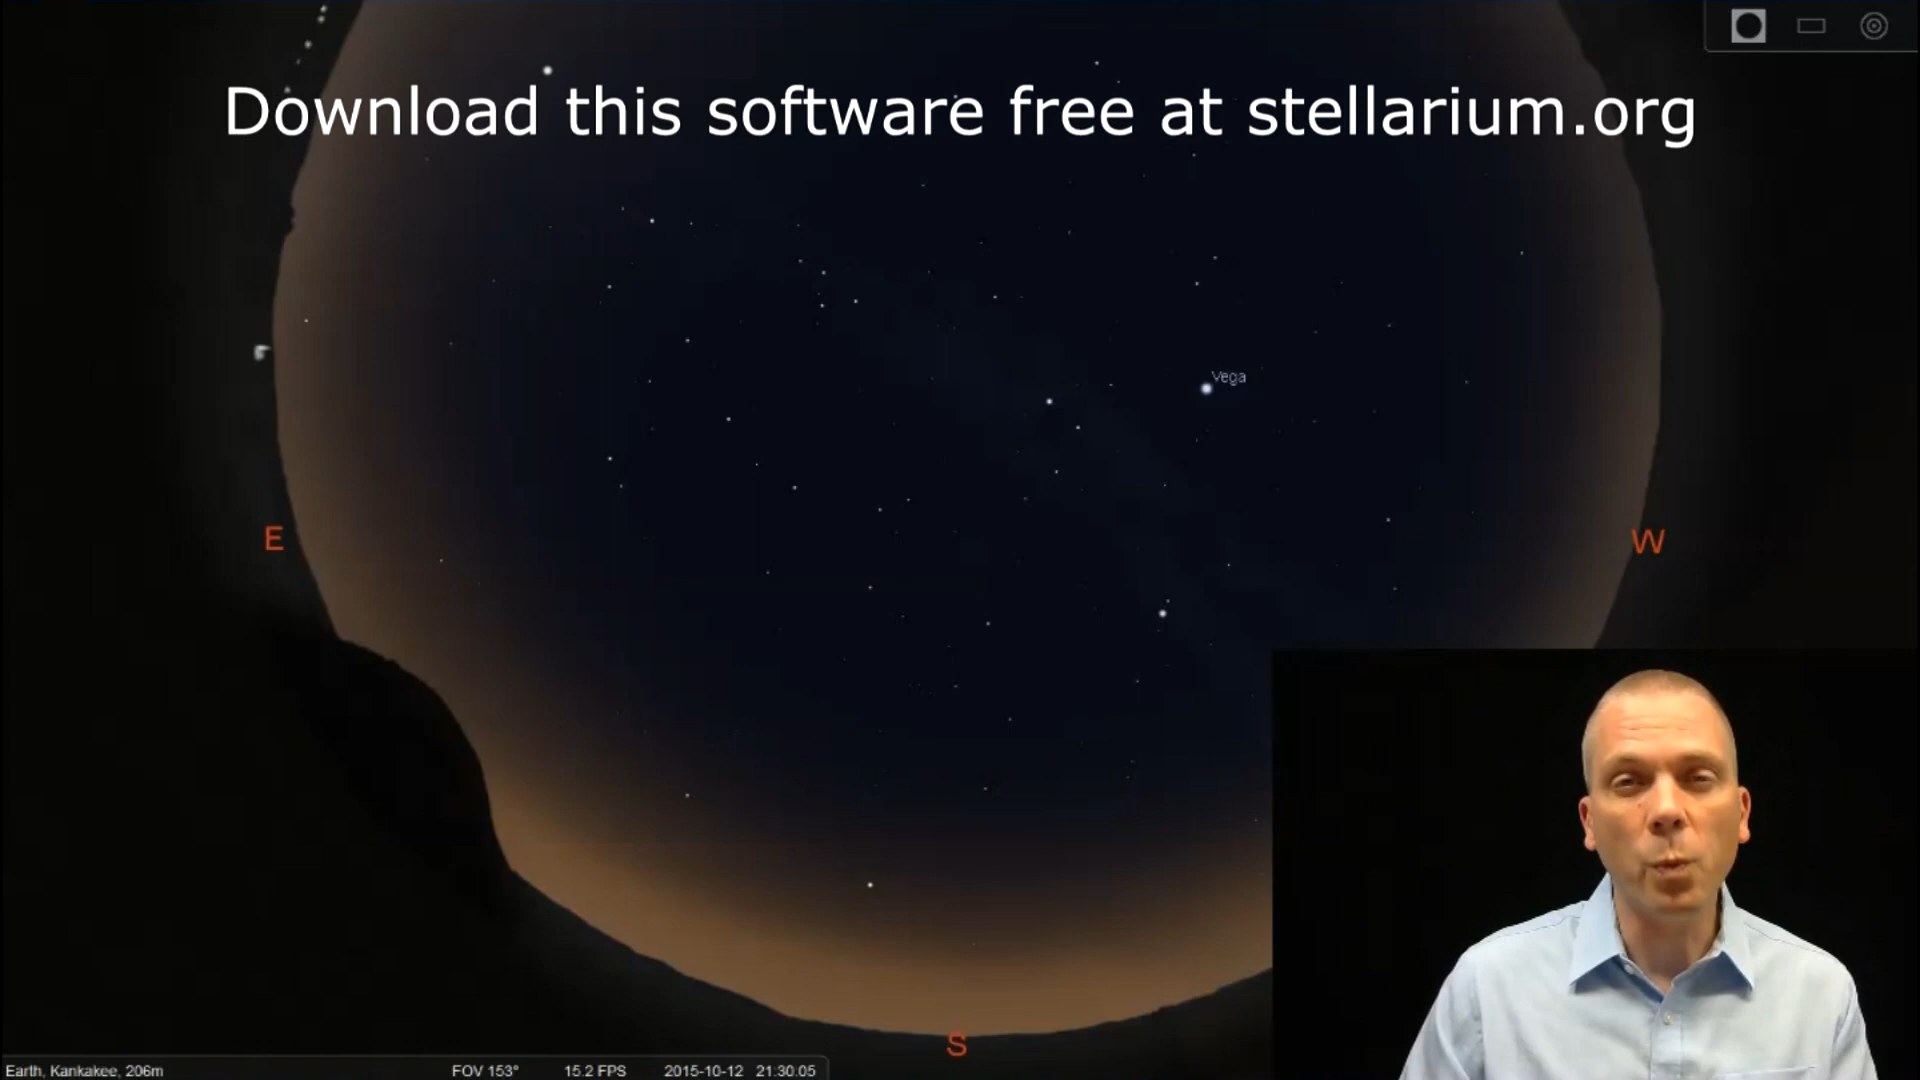 Download this software free at stellarium.org
Vega
E
W
S
Earth, Kankakee, 206m FOV 153° 15.2 FPS 2015-10-12 21:30:05